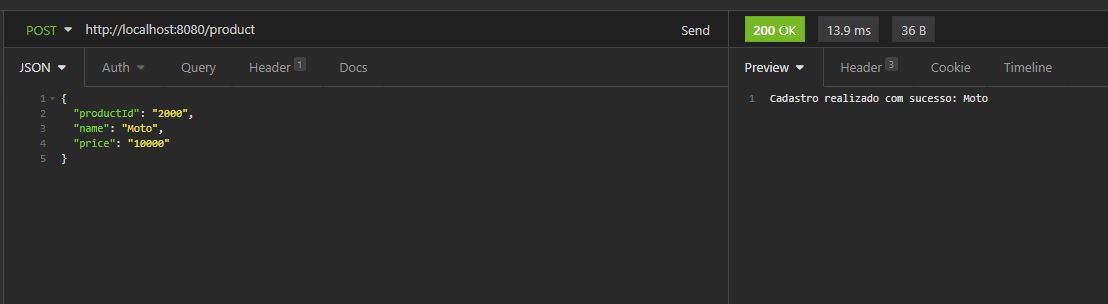 POST http://localhost:8080/product Send 200 OK 13.9 ms 36 B
JSON Auth Query Header 1 Docs Preview Header 3 Cookie Timeline
1 {
2 "productId": "2000",
3 "name": "Moto",
4 "price": "10000"
5 }
1 Cadastro realizado com sucesso: Moto